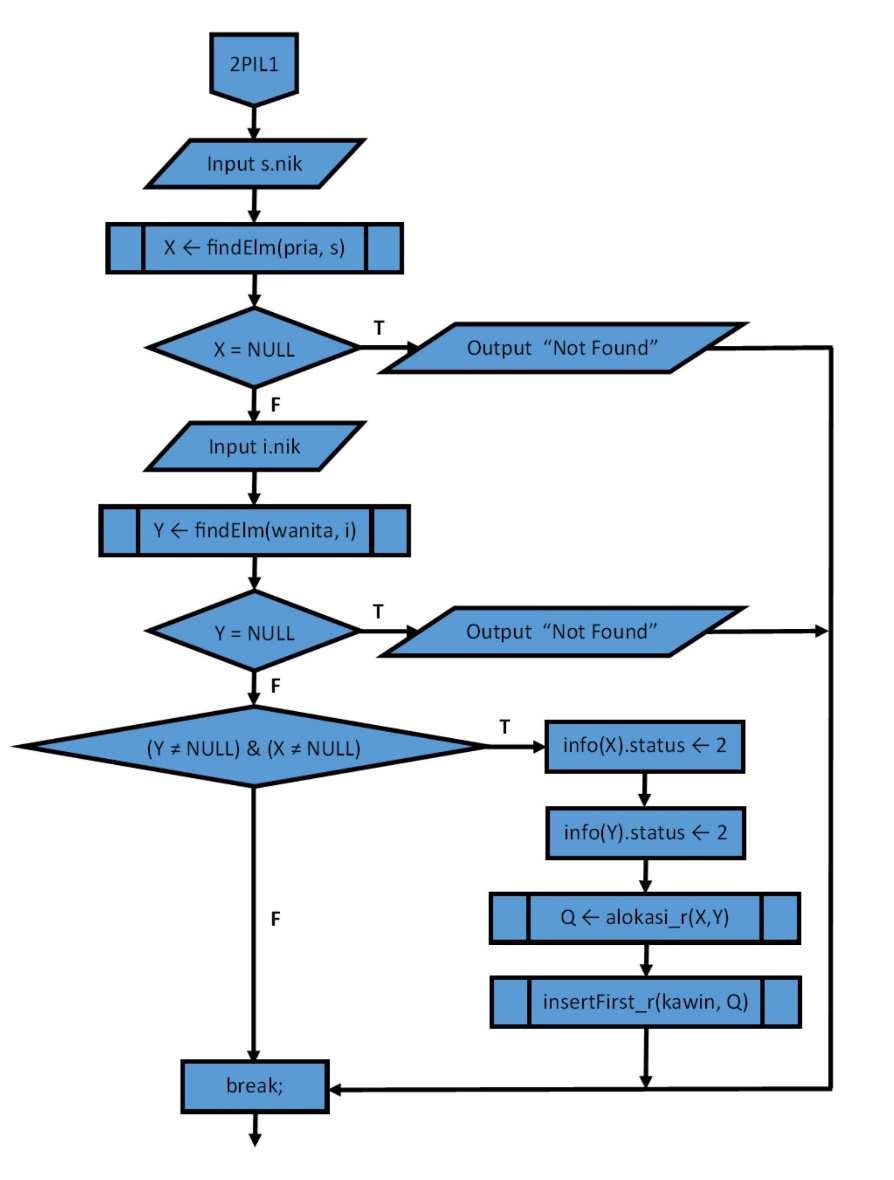 2PIL1
Input s.nik
X ← findElm(pria, s)
X = NULL
T
Output “Not Found”
F
Input i.nik
Y ← findElm(wanita, i)
Y = NULL
T
Output “Not Found”
F
(Y ≠ NULL) & (X ≠ NULL)
T
info(X).status ← 2
info(Y).status ← 2
Q ← alokasi_r(X,Y)
insertFirst_r(kawin, Q)
F
break;